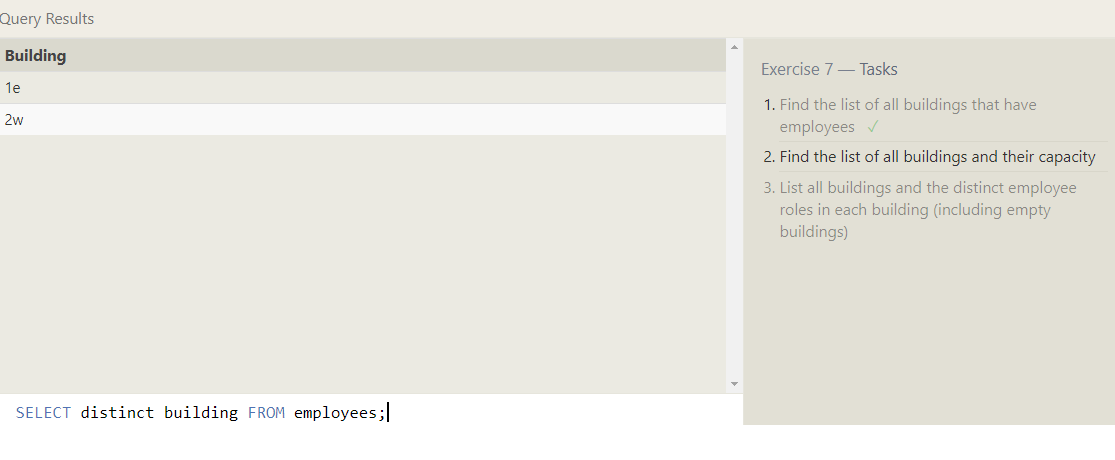 Query Results
Building
1e
2w
Exercise 7 — Tasks
1. Find the list of all buildings that have
employees ✓
2. Find the list of all buildings and their capacity
3. List all buildings and the distinct employee
roles in each building (including empty
buildings)
SELECT distinct building FROM employees;